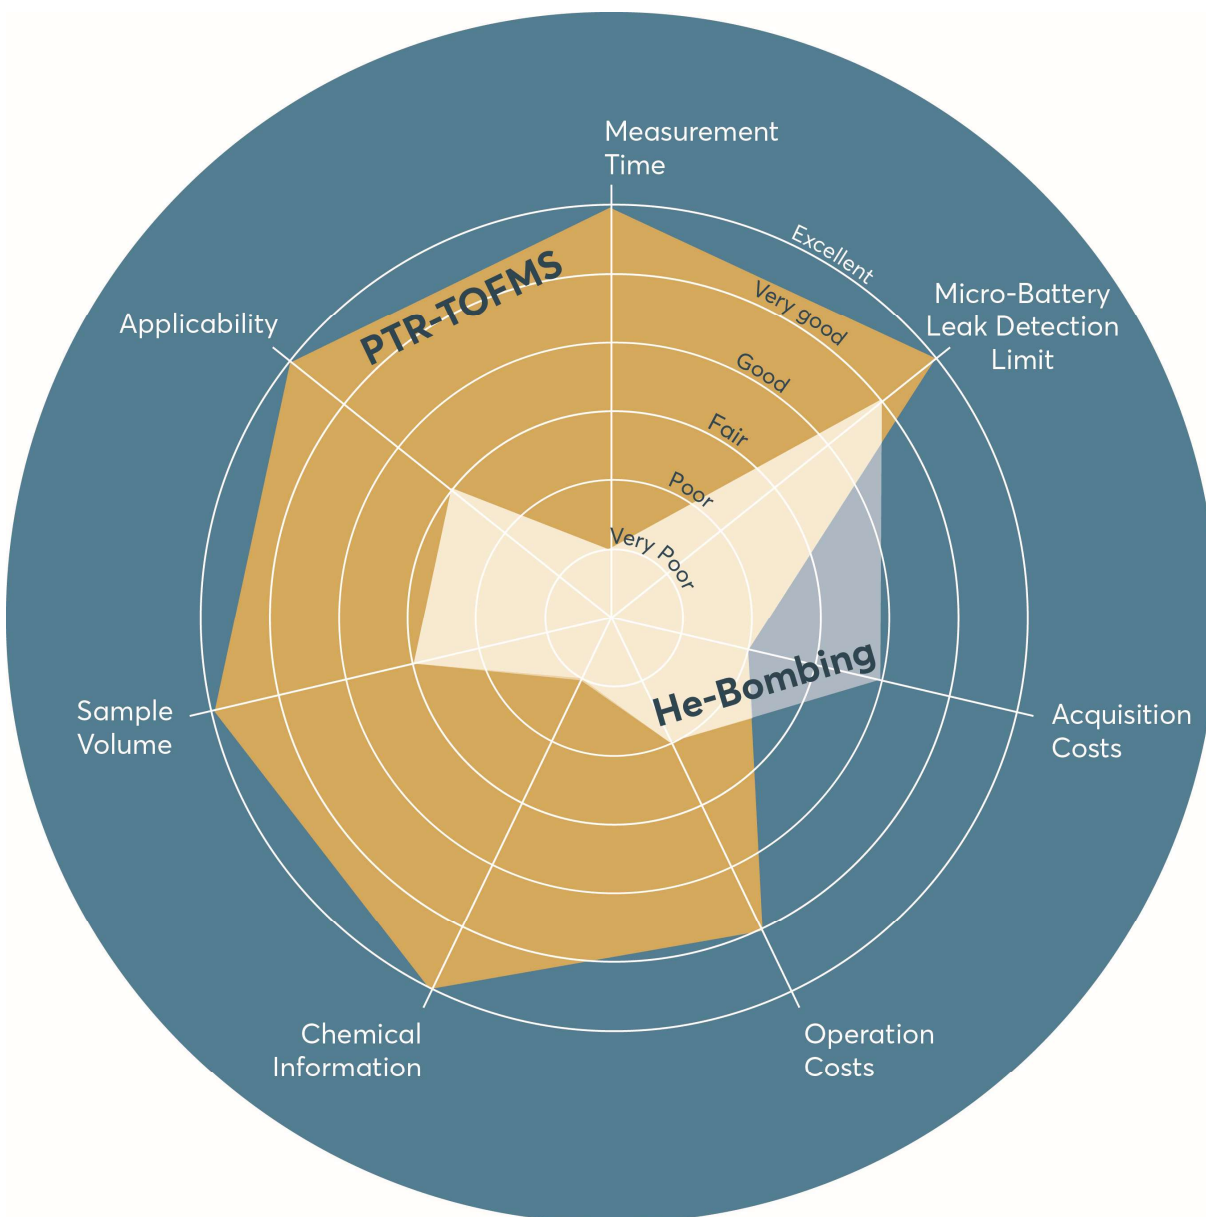 Measurement
Time
Excellent
Very good
Good
Fair
Poor
Very Poor
Micro-Battery
Leak Detection
Limit
PTR-TOFMS
Applicability
He-Bombing
Acquisition
Costs
Sample
Volume
Operation
Costs
Chemical
Information